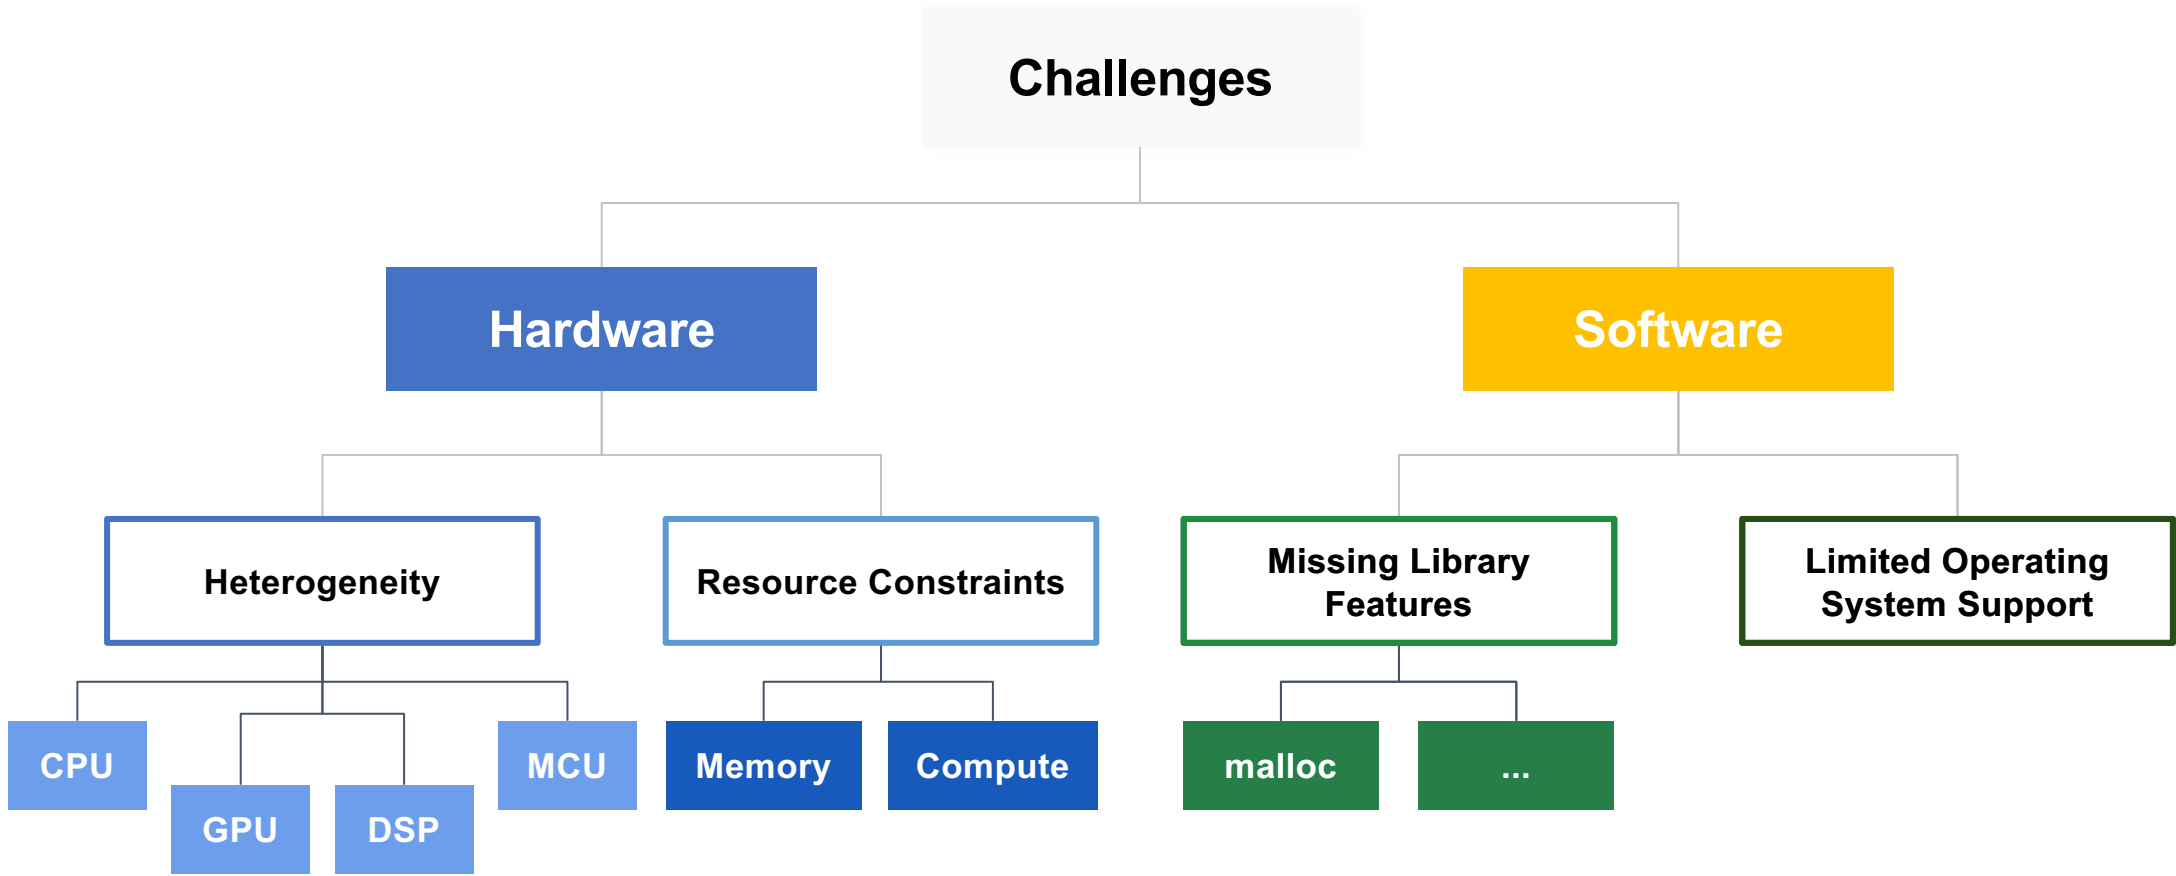 Challenges
Hardware
Software
Heterogeneity
Resource Constraints
Missing Library
Features
Limited Operating
System Support
CPU
GPU
DSP
MCU
Memory
Compute
malloc
...